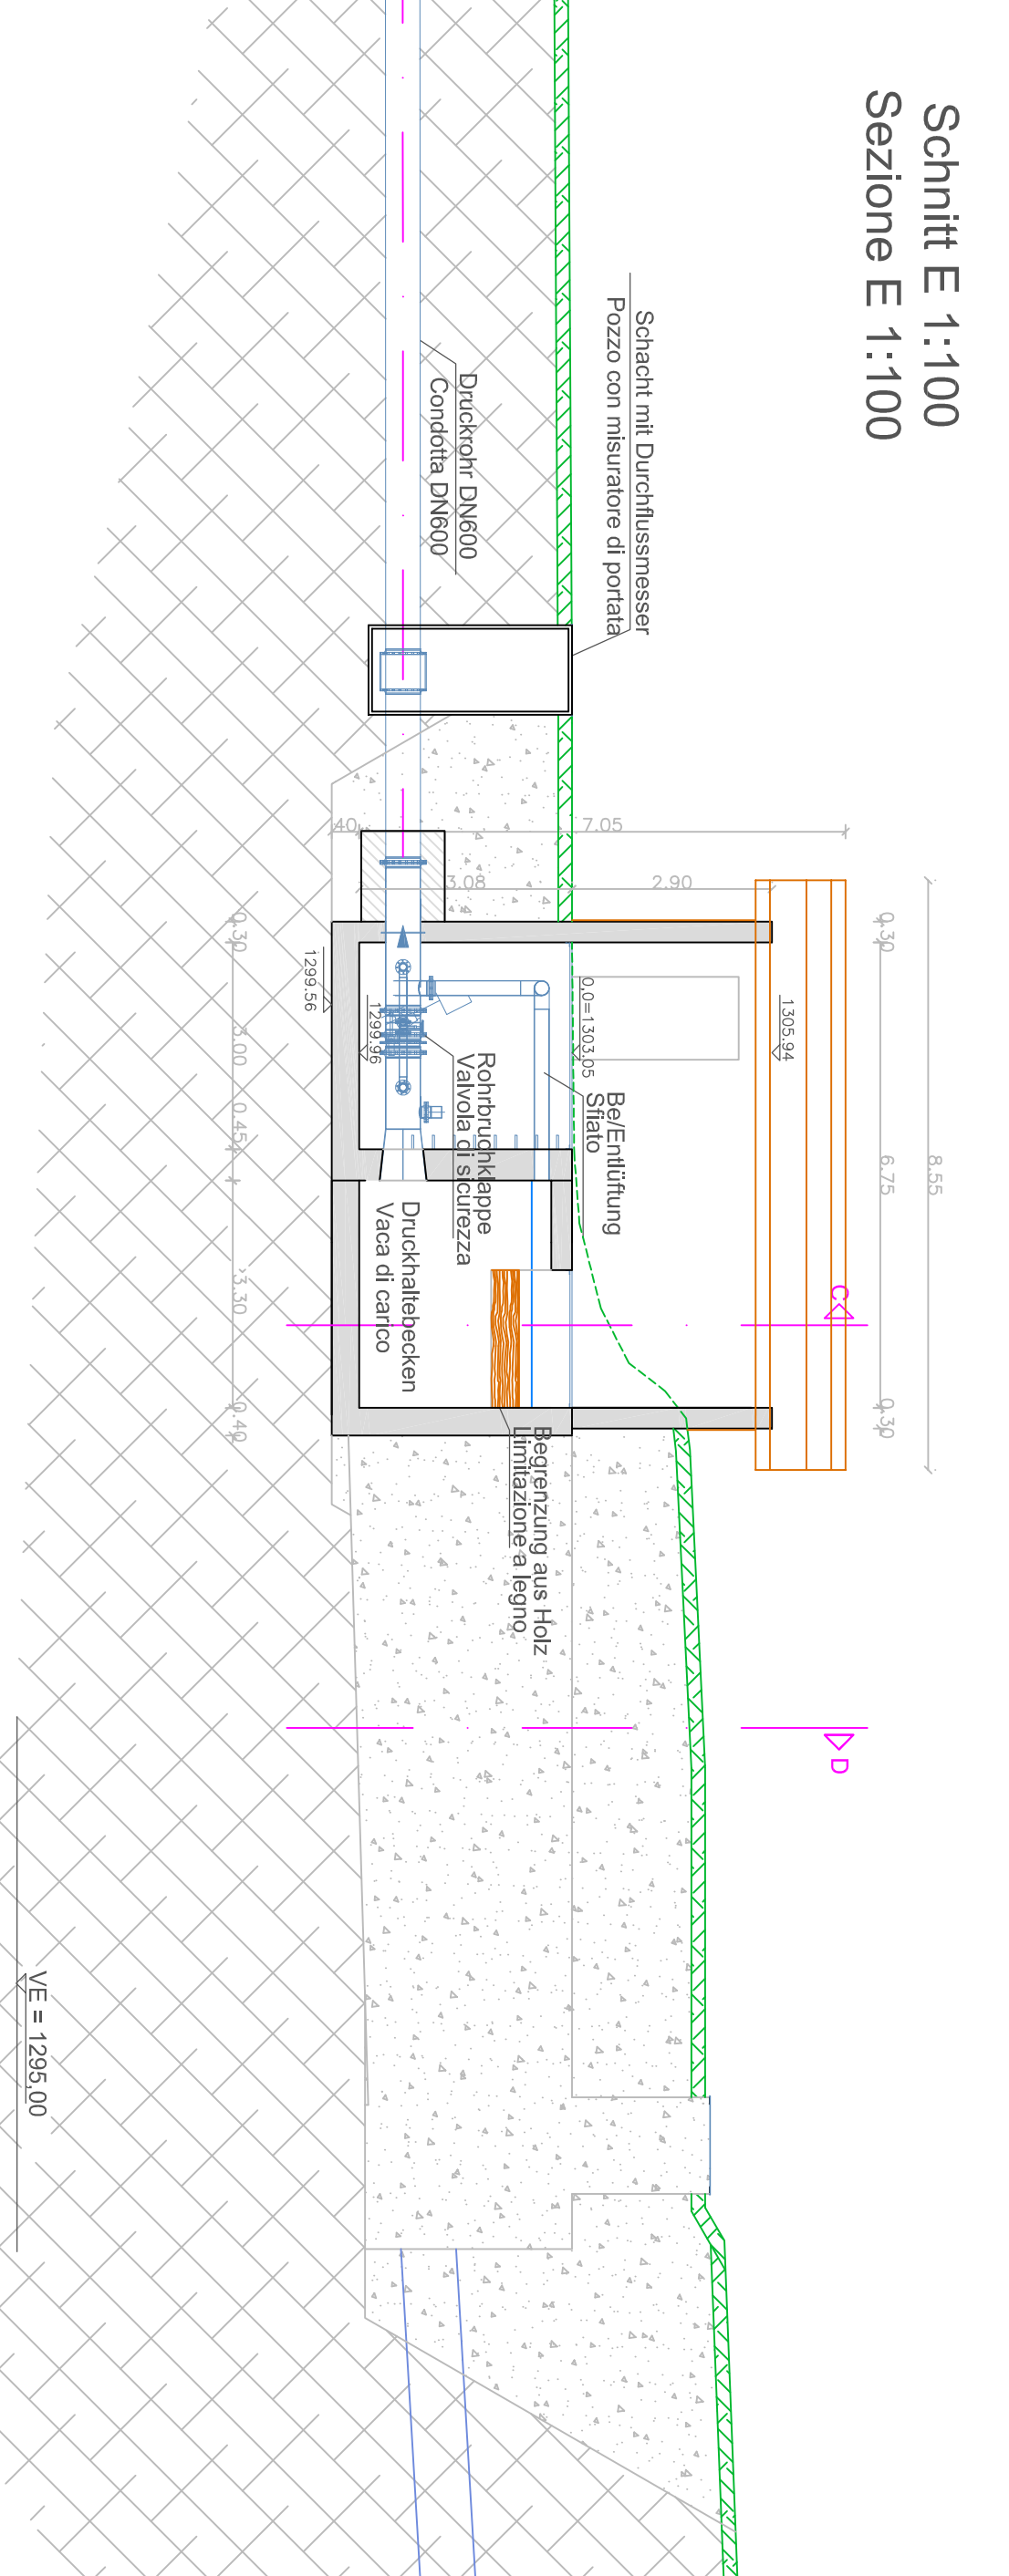 Schnitt E 1:100
Sezione E 1:100
Schacht mit Durchflussmesser
Pozzo con misuratore di portata
Druckrohr DN600
Condotta DN600
40
7.05
3.08
2.90
8.55
0.30
6.75
0.30
1305.94
0,0=1303,05
Be/Entlüftung
Sfiato
Rohrbruchklappe
Valvola di sicurezza
1299.96
1299.56
0.30
3.00
0.45
3.30
0.40
Druckhaltebecken
Vaca di carico
C
Begrenzung aus Holz
Limitazione a legno
D
VE = 1295,00